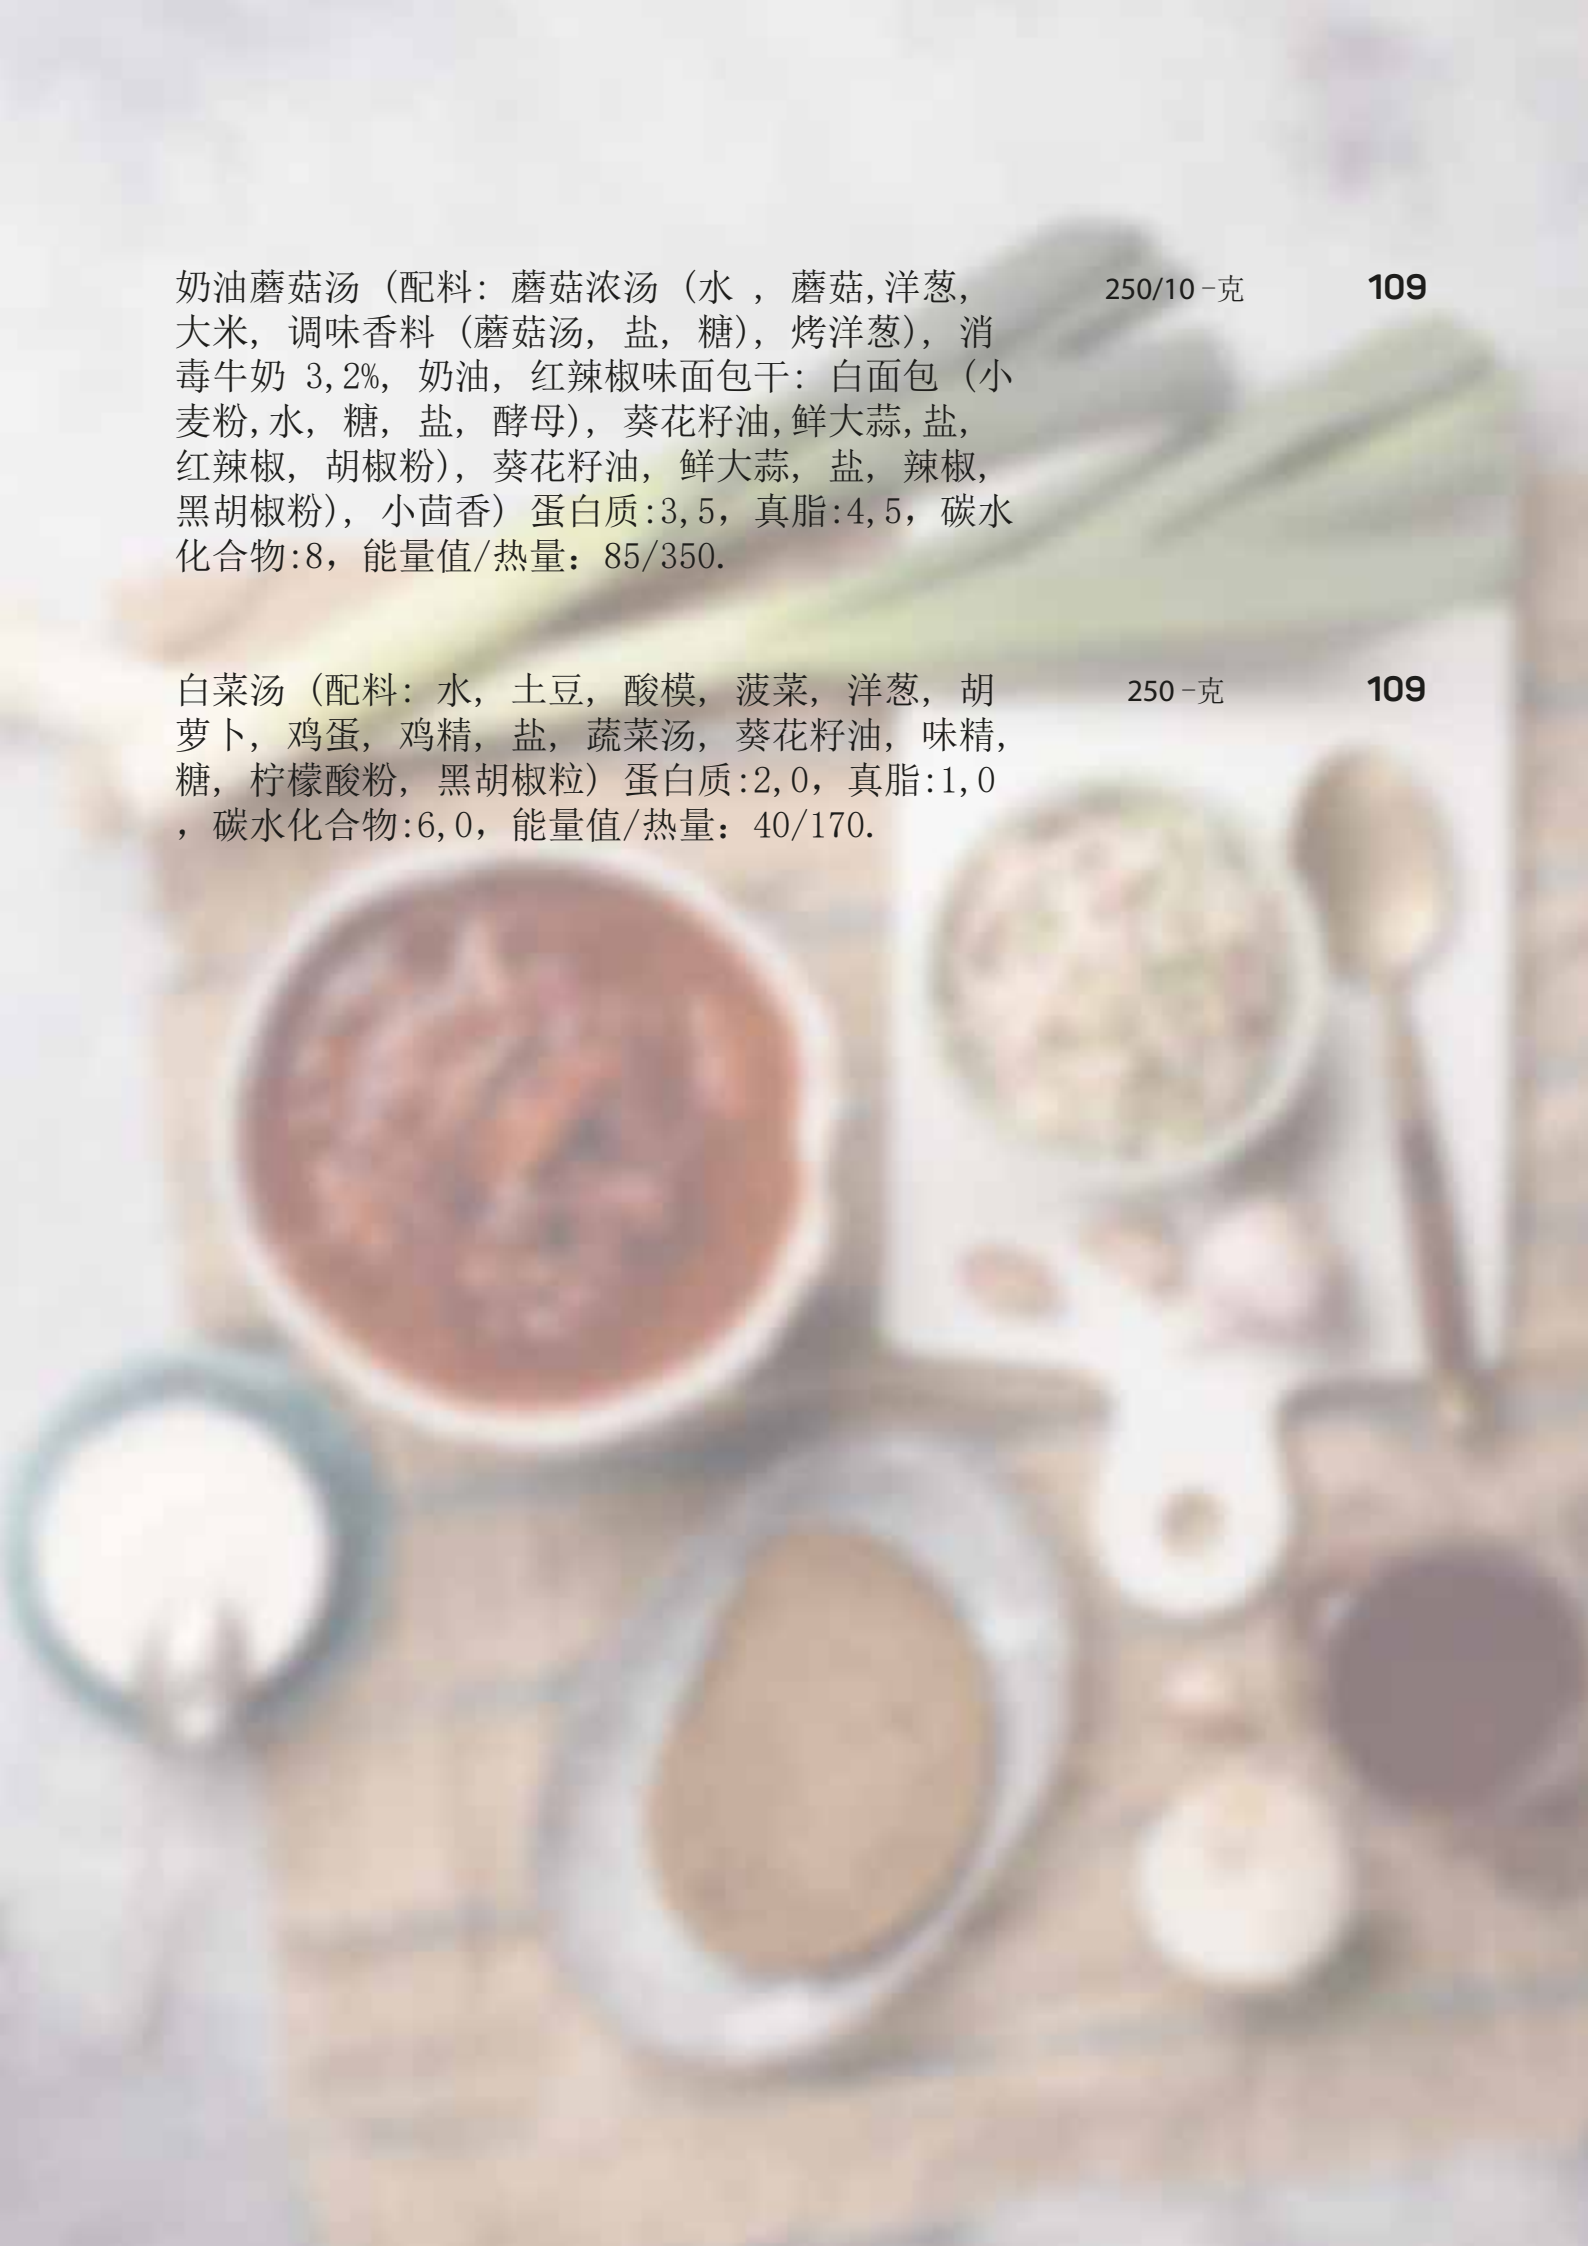 奶油蘑菇汤 (配料: 蘑菇浓汤 (水 , 蘑菇,洋葱, 250/10 -克 109
大米, 调味香料 (蘑菇汤, 盐, 糖), 烤洋葱), 消
毒牛奶 3,2%, 奶油, 红辣椒味面包干: 白面包 (小
麦粉,水, 糖, 盐, 酵母), 葵花籽油,鲜大蒜,盐,
红辣椒, 胡椒粉), 葵花籽油, 鲜大蒜, 盐, 辣椒,
黑胡椒粉), 小茴香) 蛋白质:3,5，真脂:4,5，碳水
化合物:8，能量值/热量：85/350.
白菜汤 (配料: 水, 土豆, 酸模, 菠菜, 洋葱, 胡 250 -克 109
萝卜, 鸡蛋, 鸡精, 盐, 蔬菜汤, 葵花籽油, 味精,
糖, 柠檬酸粉, 黑胡椒粒) 蛋白质:2,0，真脂:1,0
，碳水化合物:6,0，能量值/热量：40/170.